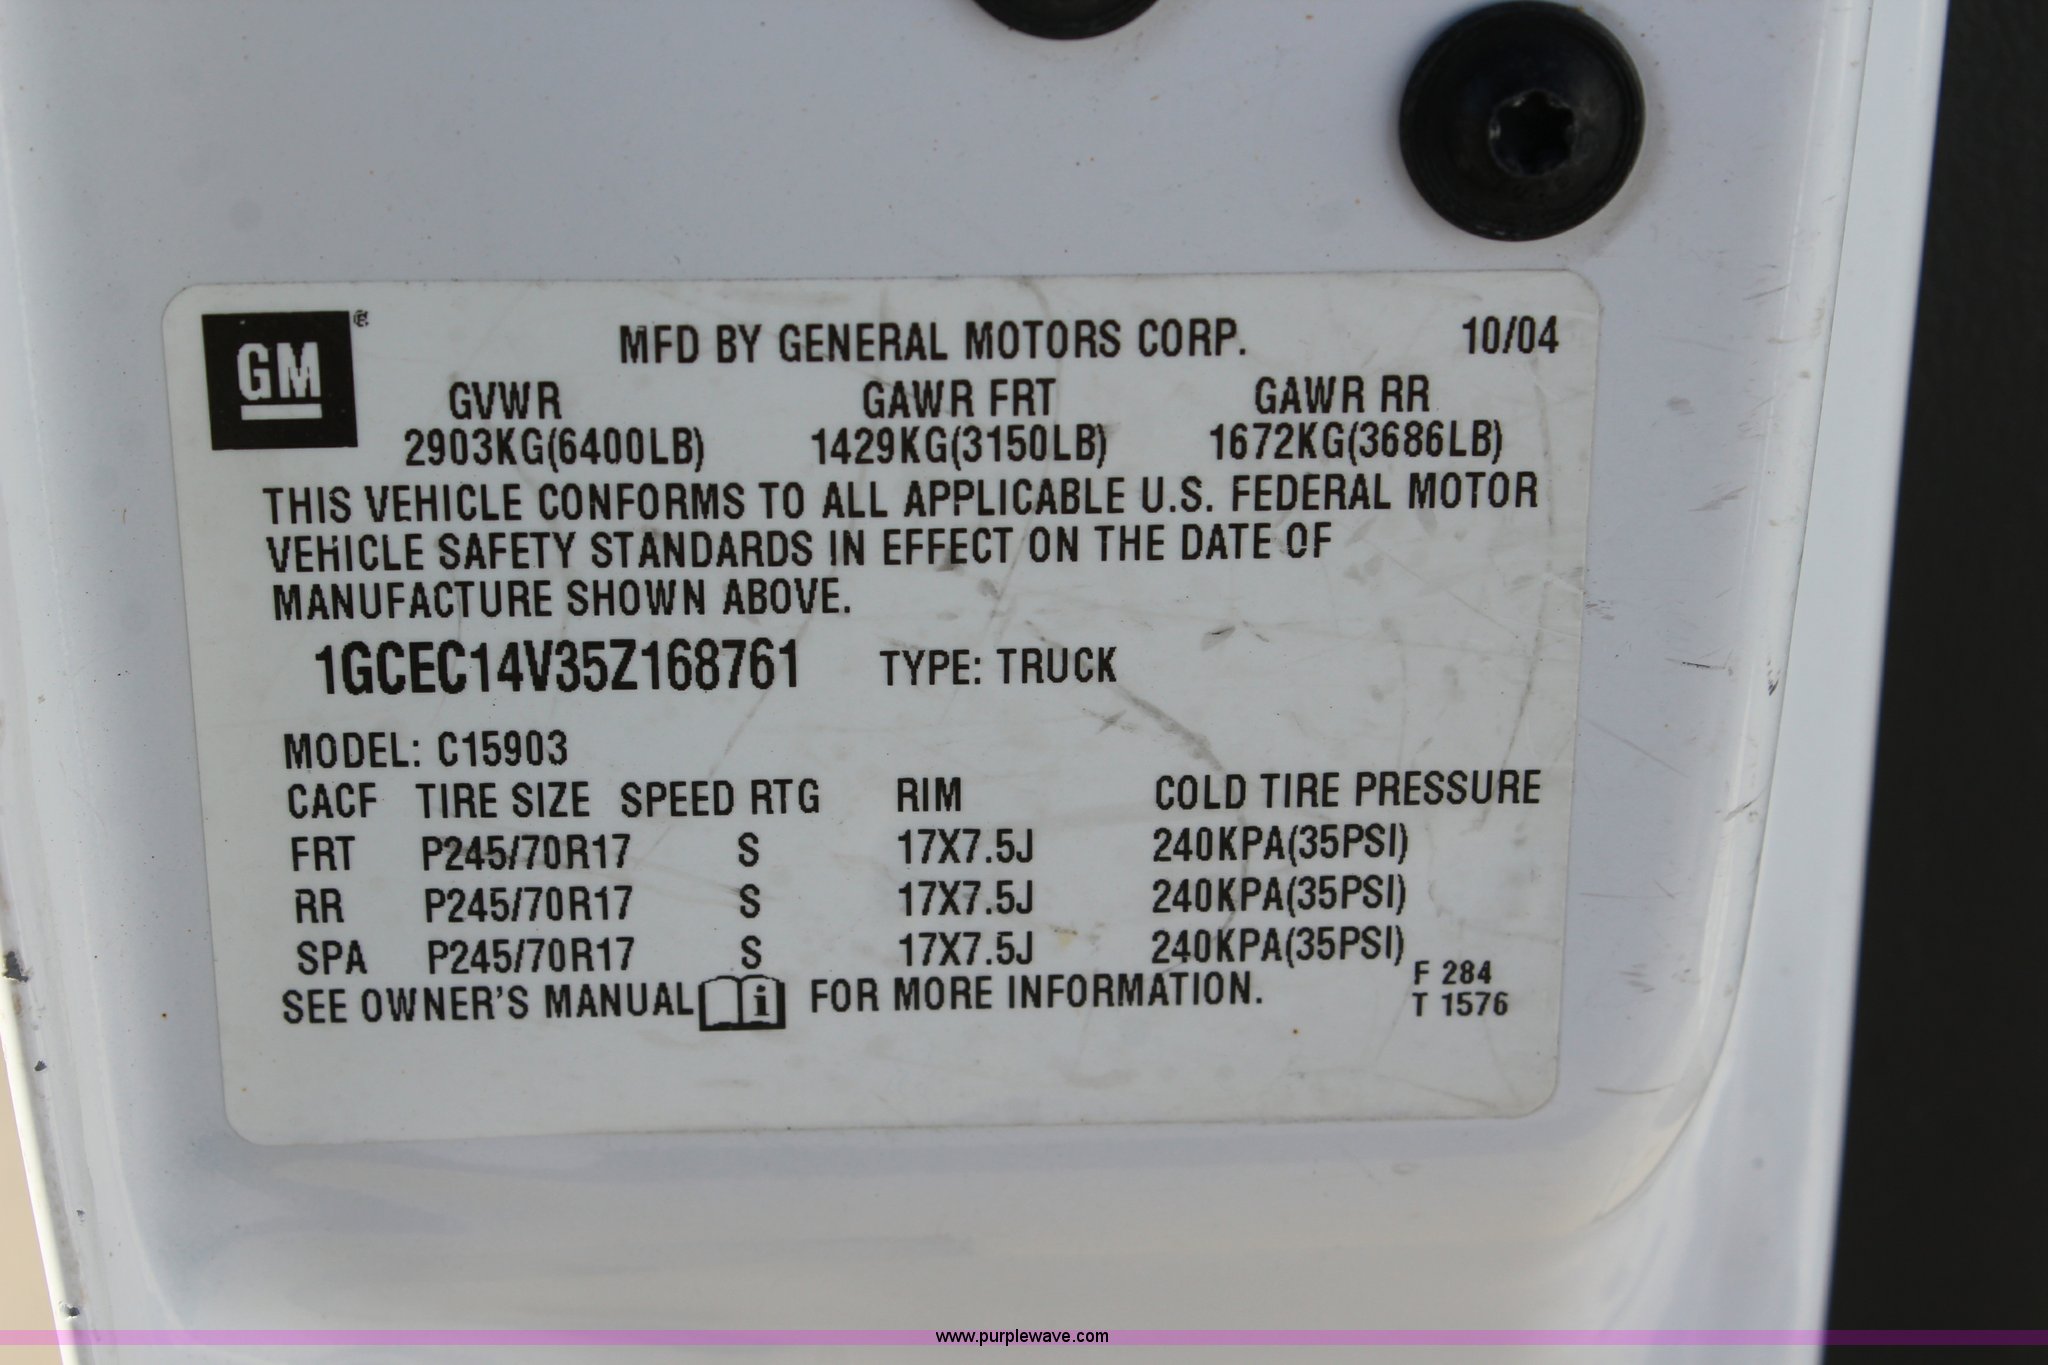 GM
MFD BY GENERAL MOTORS CORP. 10/04
GVWR GAWR FRT GAWR RR
2903KG(6400LB) 1429KG(3150LB) 1672KG(3686LB)
THIS VEHICLE CONFORMS TO ALL APPLICABLE U.S. FEDERAL MOTOR
VEHICLE SAFETY STANDARDS IN EFFECT ON THE DATE OF
MANUFACTURE SHOWN ABOVE.
1GCEC14V35Z168761 TYPE: TRUCK
MODEL: C15903
CACF TIRE SIZE SPEED RTG RIM COLD TIRE PRESSURE
FRT P245/70R17 S 17X7.5J 240KPA(35PSI)
RR P245/70R17 S 17X7.5J 240KPA(35PSI)
SPA P245/70R17 S 17X7.5J 240KPA(35PSI)
SEE OWNER'S MANUAL i FOR MORE INFORMATION.
F 284
T 1576
www.purplewave.com